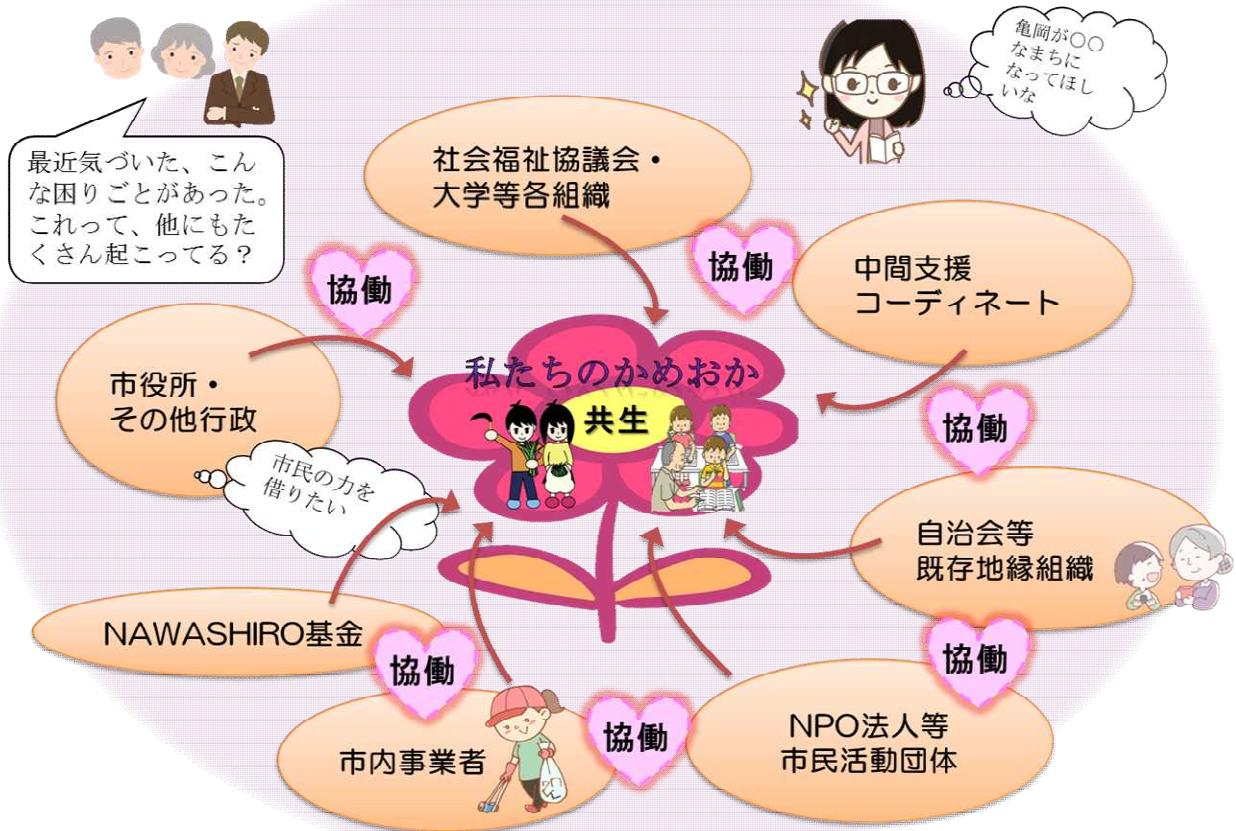 亀岡が〇〇
なまちに
なってほし
いな
最近気づいた、こん
な困りごとがあった。
これって、他にもた
くさん起こってる？
社会福祉協議会・
大学等各組織
協働
協働
中間支援
コーディネート
市役所・
その他行政
私たちのかめおか
共生
協働
市民の力を
借りたい
自治会等
既存地縁組織
NAWASHIRO基金
協働
協働
市内事業者
協働
NPO法人等
市民活動団体